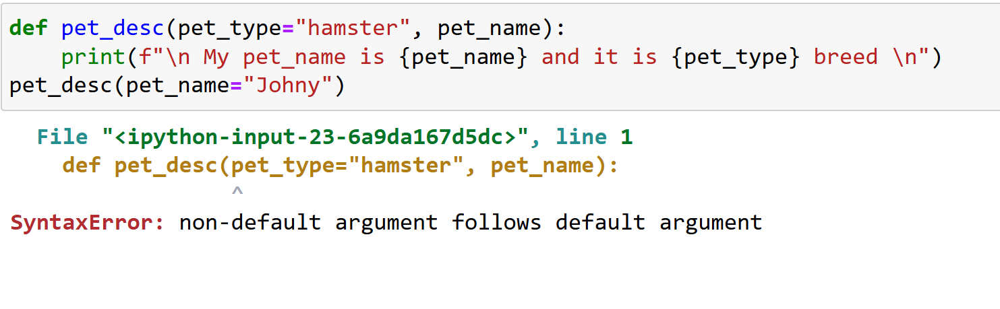 def pet_desc(pet_type="hamster", pet_name):
    print(f"\n My pet_name is {pet_name} and it is {pet_type} breed \n")
pet_desc(pet_name="Johny")
  File "<ipython-input-23-6a9da167d5dc>", line 1
    def pet_desc(pet_type="hamster", pet_name):
                 ^
SyntaxError: non-default argument follows default argument